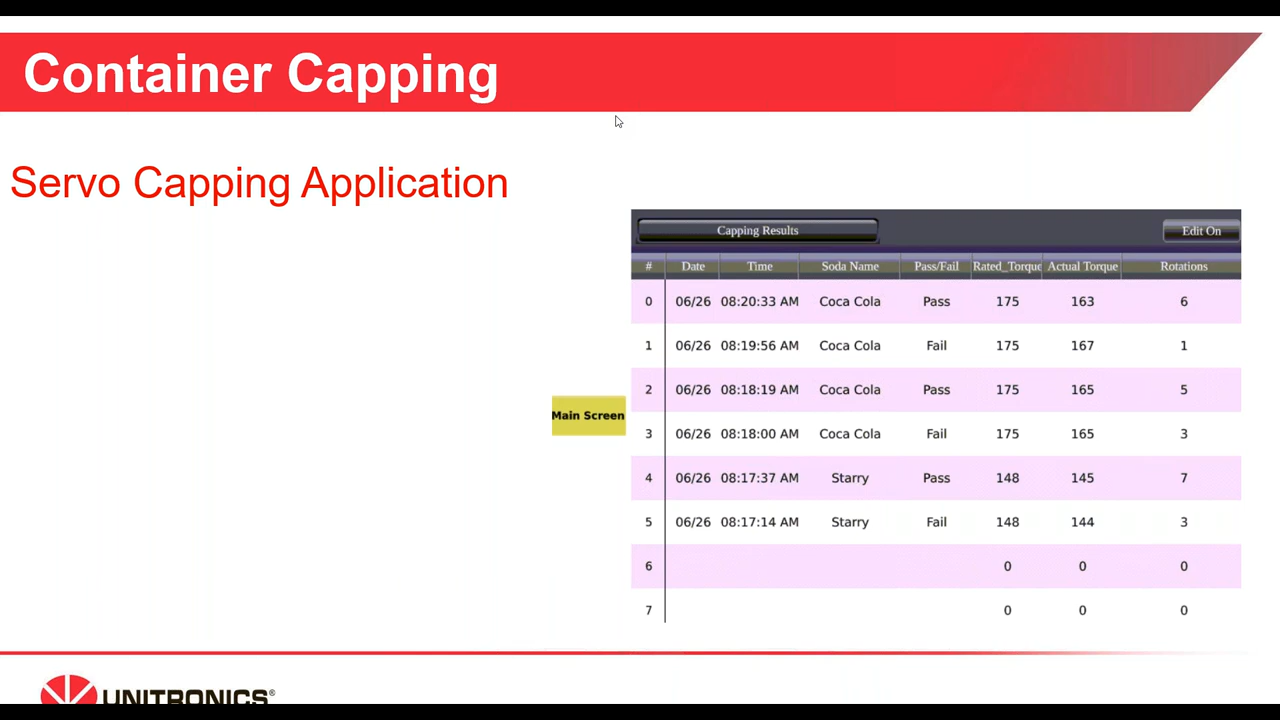 Container Capping
Servo Capping Application
Capping Results Edit On
# Date Time Soda Name Pass/Fail Rated_Torque Actual Torque Rotations
0 06/26 08:20:33 AM Coca Cola Pass 175 163 6
1 06/26 08:19:56 AM Coca Cola Fail 175 167 1
2 06/26 08:18:19 AM Coca Cola Pass 175 165 5
Main Screen
3 06/26 08:18:00 AM Coca Cola Fail 175 165 3
4 06/26 08:17:37 AM Starry Pass 148 145 7
5 06/26 08:17:14 AM Starry Fail 148 144 3
6 0 0 0
7 0 0 0
UNITRONICS®